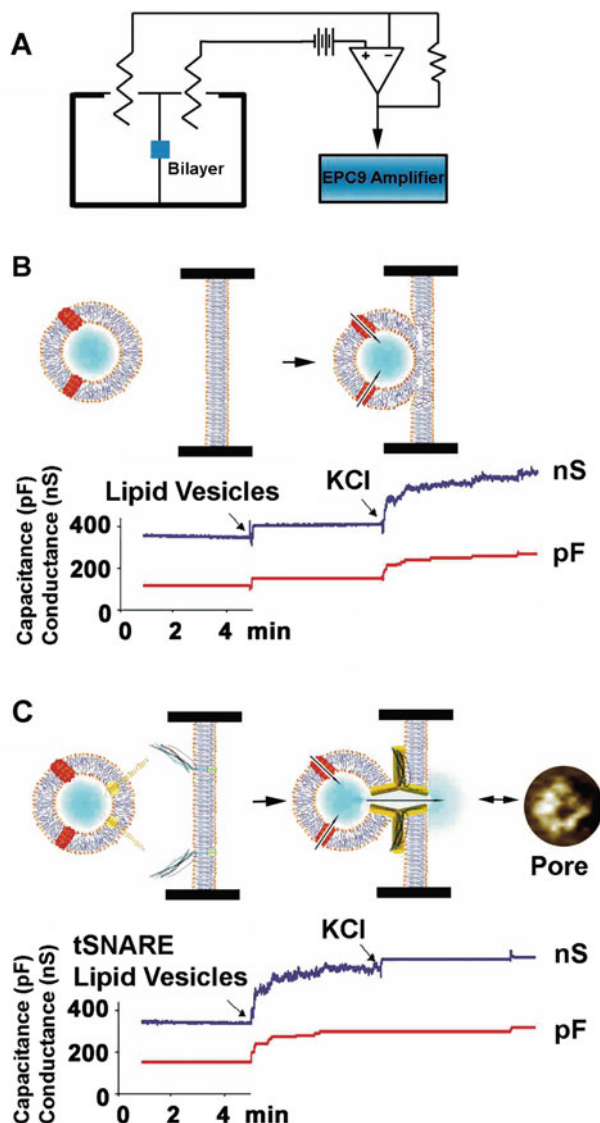 A
+ -
Bilayer
EPC9 Amplifier
B
Lipid Vesicles
KCl
nS
pF
Capacitance (pF)
Conductance (nS)
400
200
0
0 2 4 min
C
Pore
tSNARE
Lipid Vesicles
KCl
nS
pF
Capacitance (pF)
Conductance (nS)
400
200
0
0 2 4 min